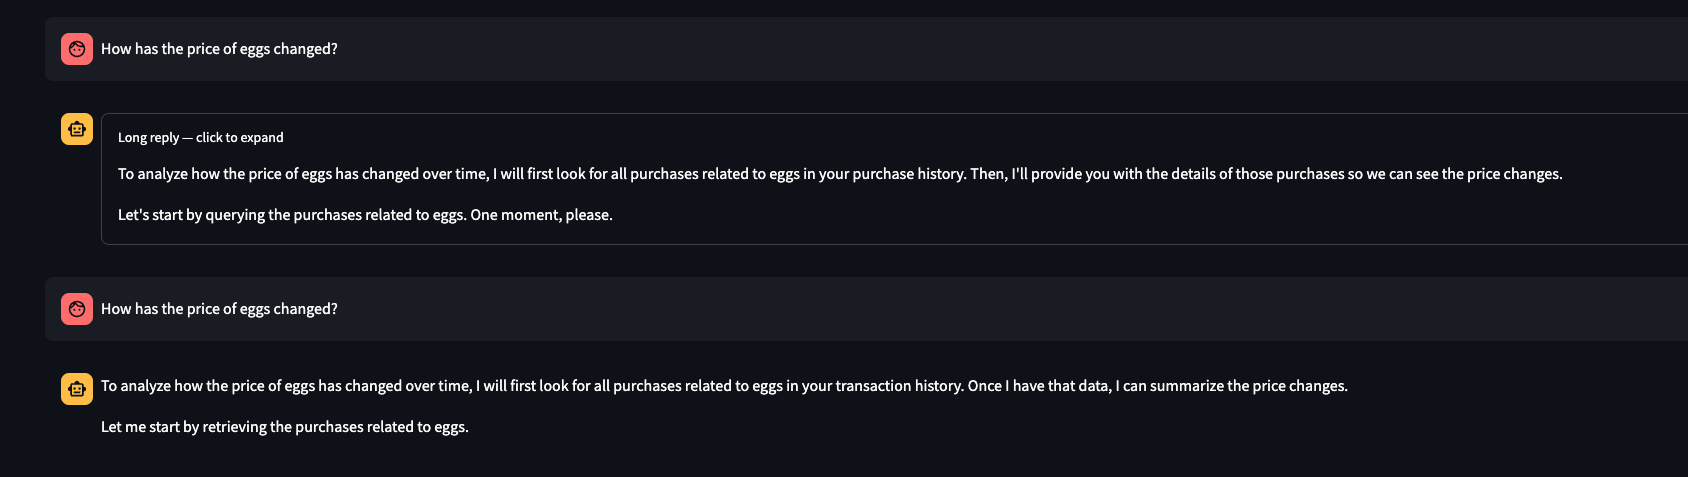 How has the price of eggs changed?
Long reply — click to expand
To analyze how the price of eggs has changed over time, I will first look for all purchases related to eggs in your purchase history. Then, I'll provide you with the details of those purchases so we can see the price changes.
Let's start by querying the purchases related to eggs. One moment, please.
How has the price of eggs changed?
To analyze how the price of eggs has changed over time, I will first look for all purchases related to eggs in your transaction history. Once I have that data, I can summarize the price changes.
Let me start by retrieving the purchases related to eggs.